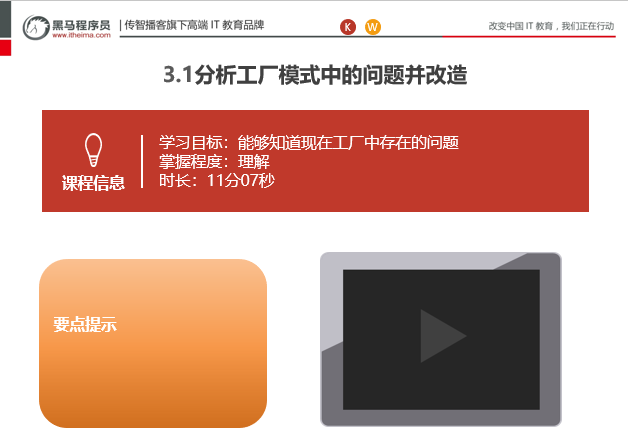 黑马程序员
www.itheima.com
传智播客旗下高端 IT 教育品牌
K
W
改变中国 IT 教育，我们正在行动
3.1分析工厂模式中的问题并改造
课程信息
学习目标：能够知道现在工厂中存在的问题
掌握程度：理解
时长：11分07秒
要点提示